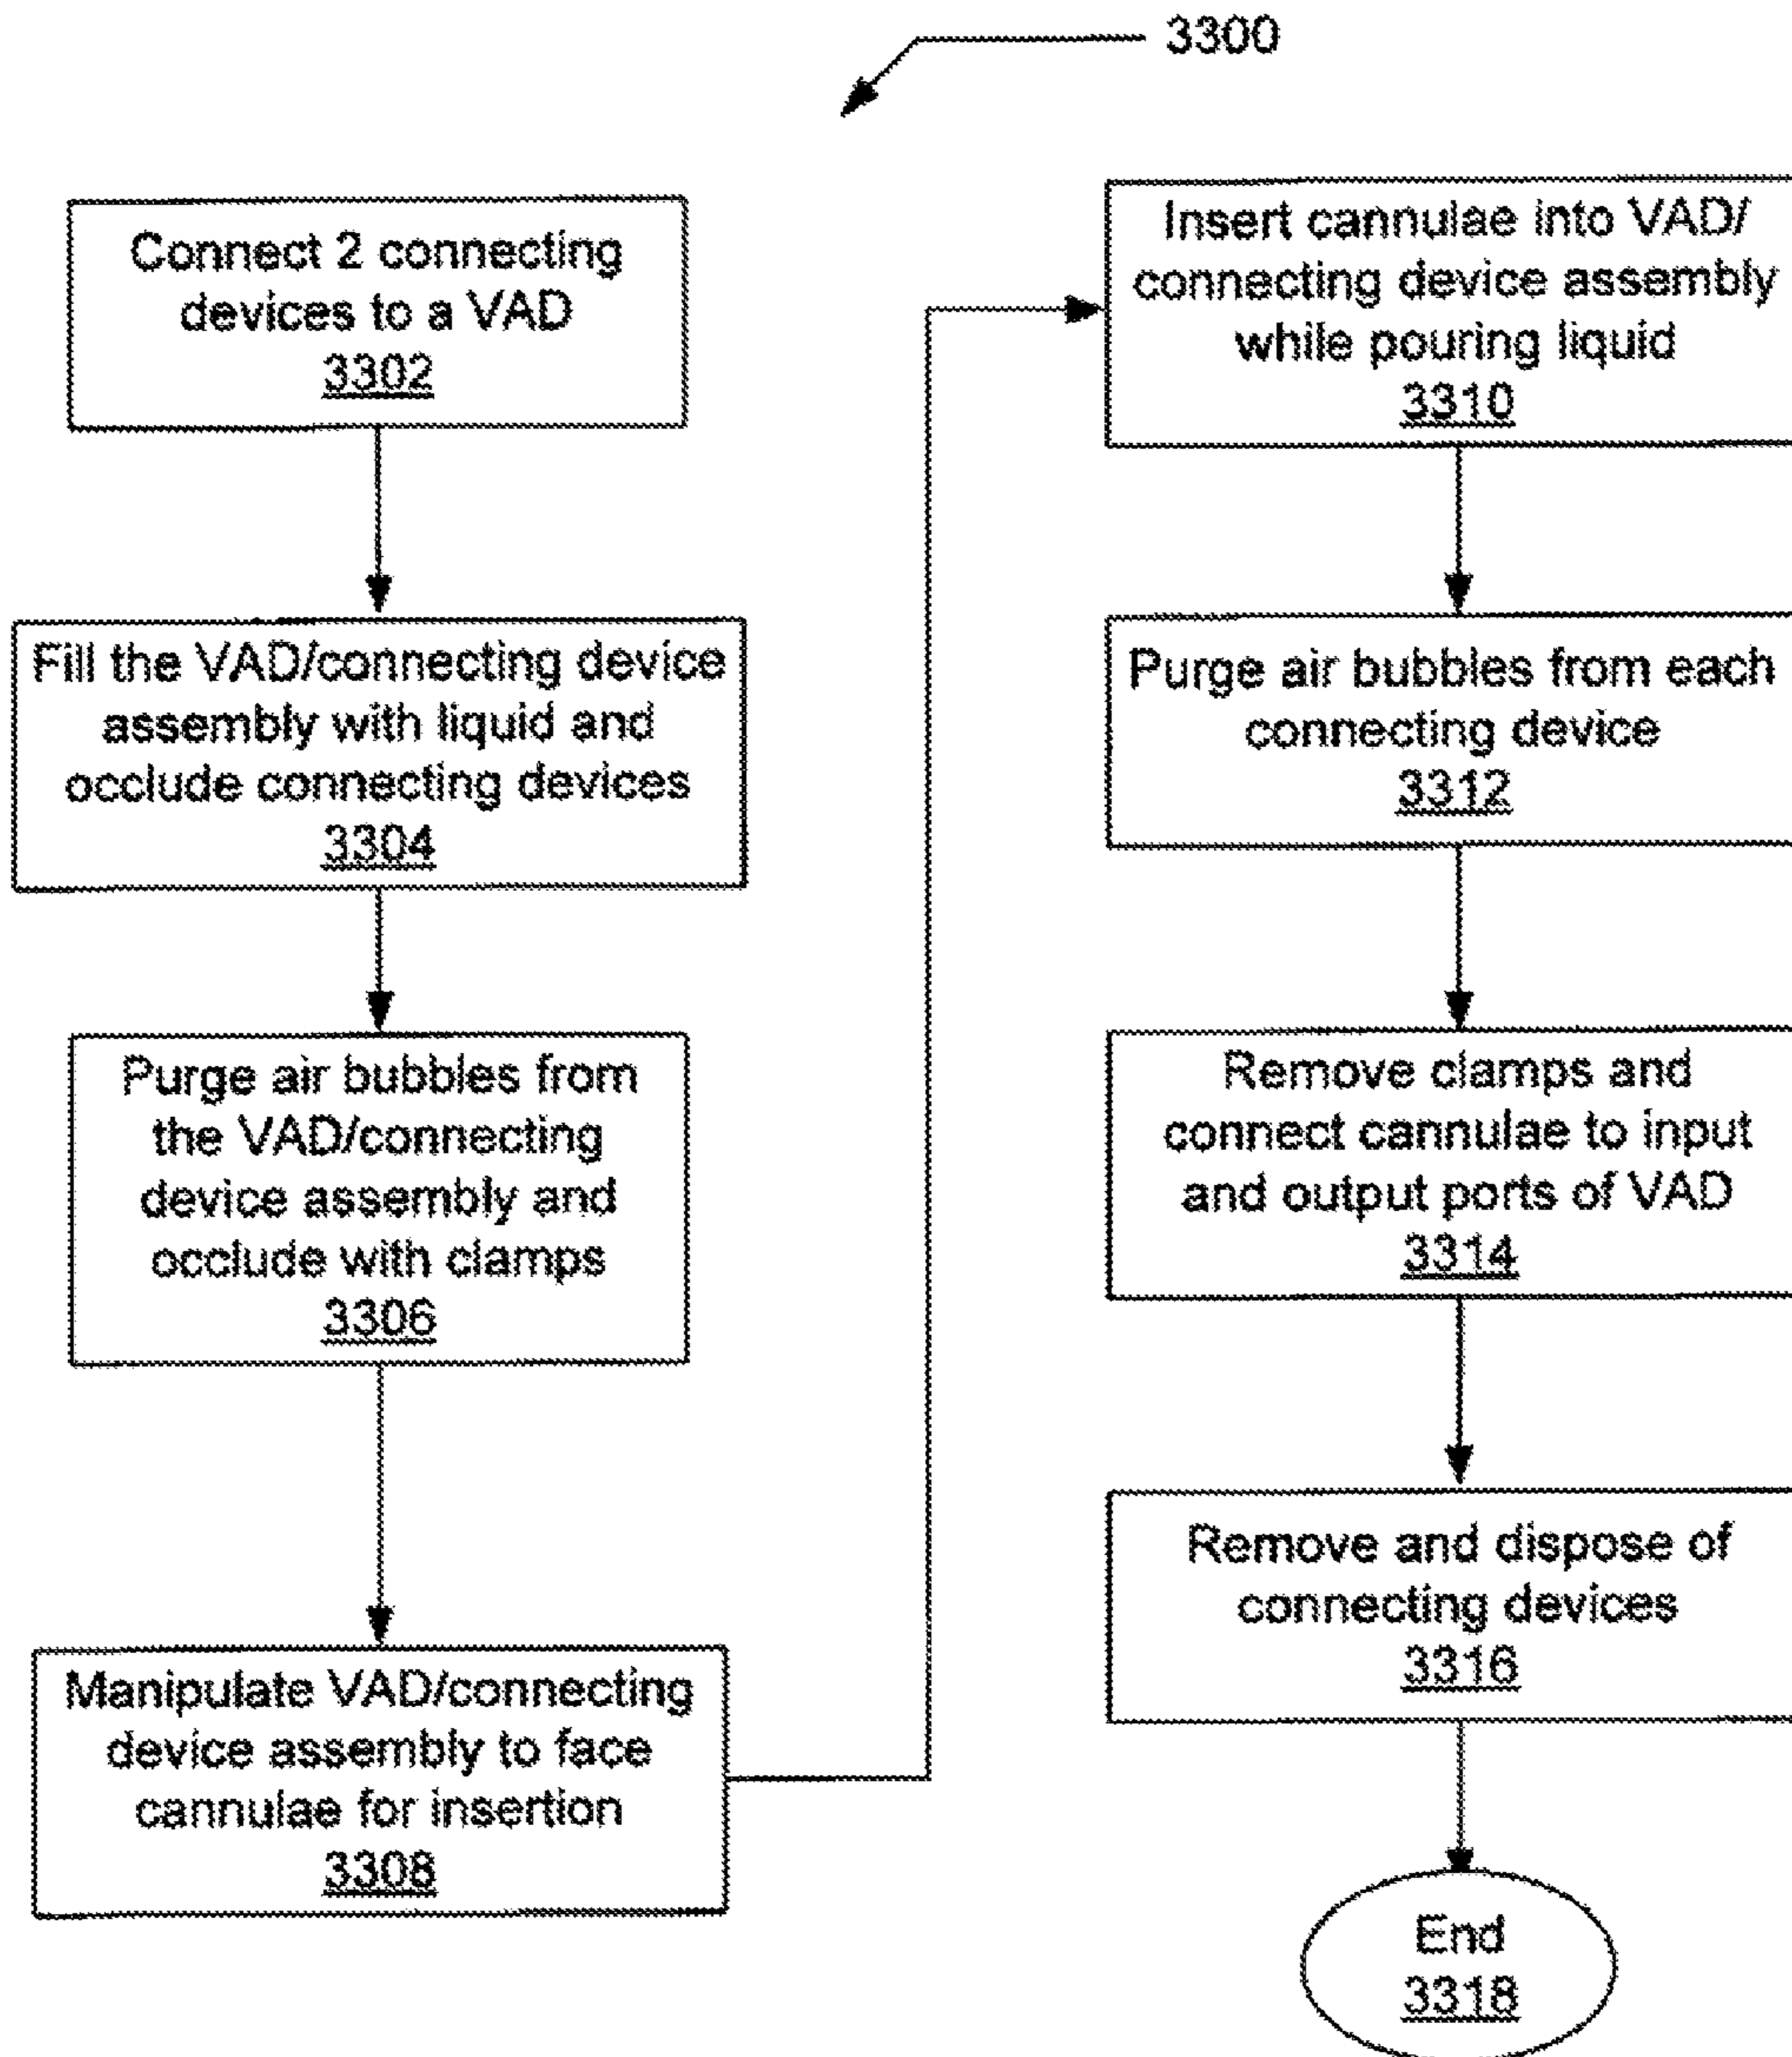 3300
Connect 2 connecting
devices to a VAD
3302
Fill the VAD/connecting device
assembly with liquid and
occlude connecting devices
3304
Purge air bubbles from
the VAD/connecting
device assembly and
occlude with clamps
3306
Manipulate VAD/connecting
device assembly to face
cannulae for insertion
3308
Insert cannulae into VAD/
connecting device assembly
while pouring liquid
3310
Purge air bubbles from each
connecting device
3312
Remove clamps and
connect cannulae to input
and output ports of VAD
3314
Remove and dispose of
connecting devices
3316
End
3318